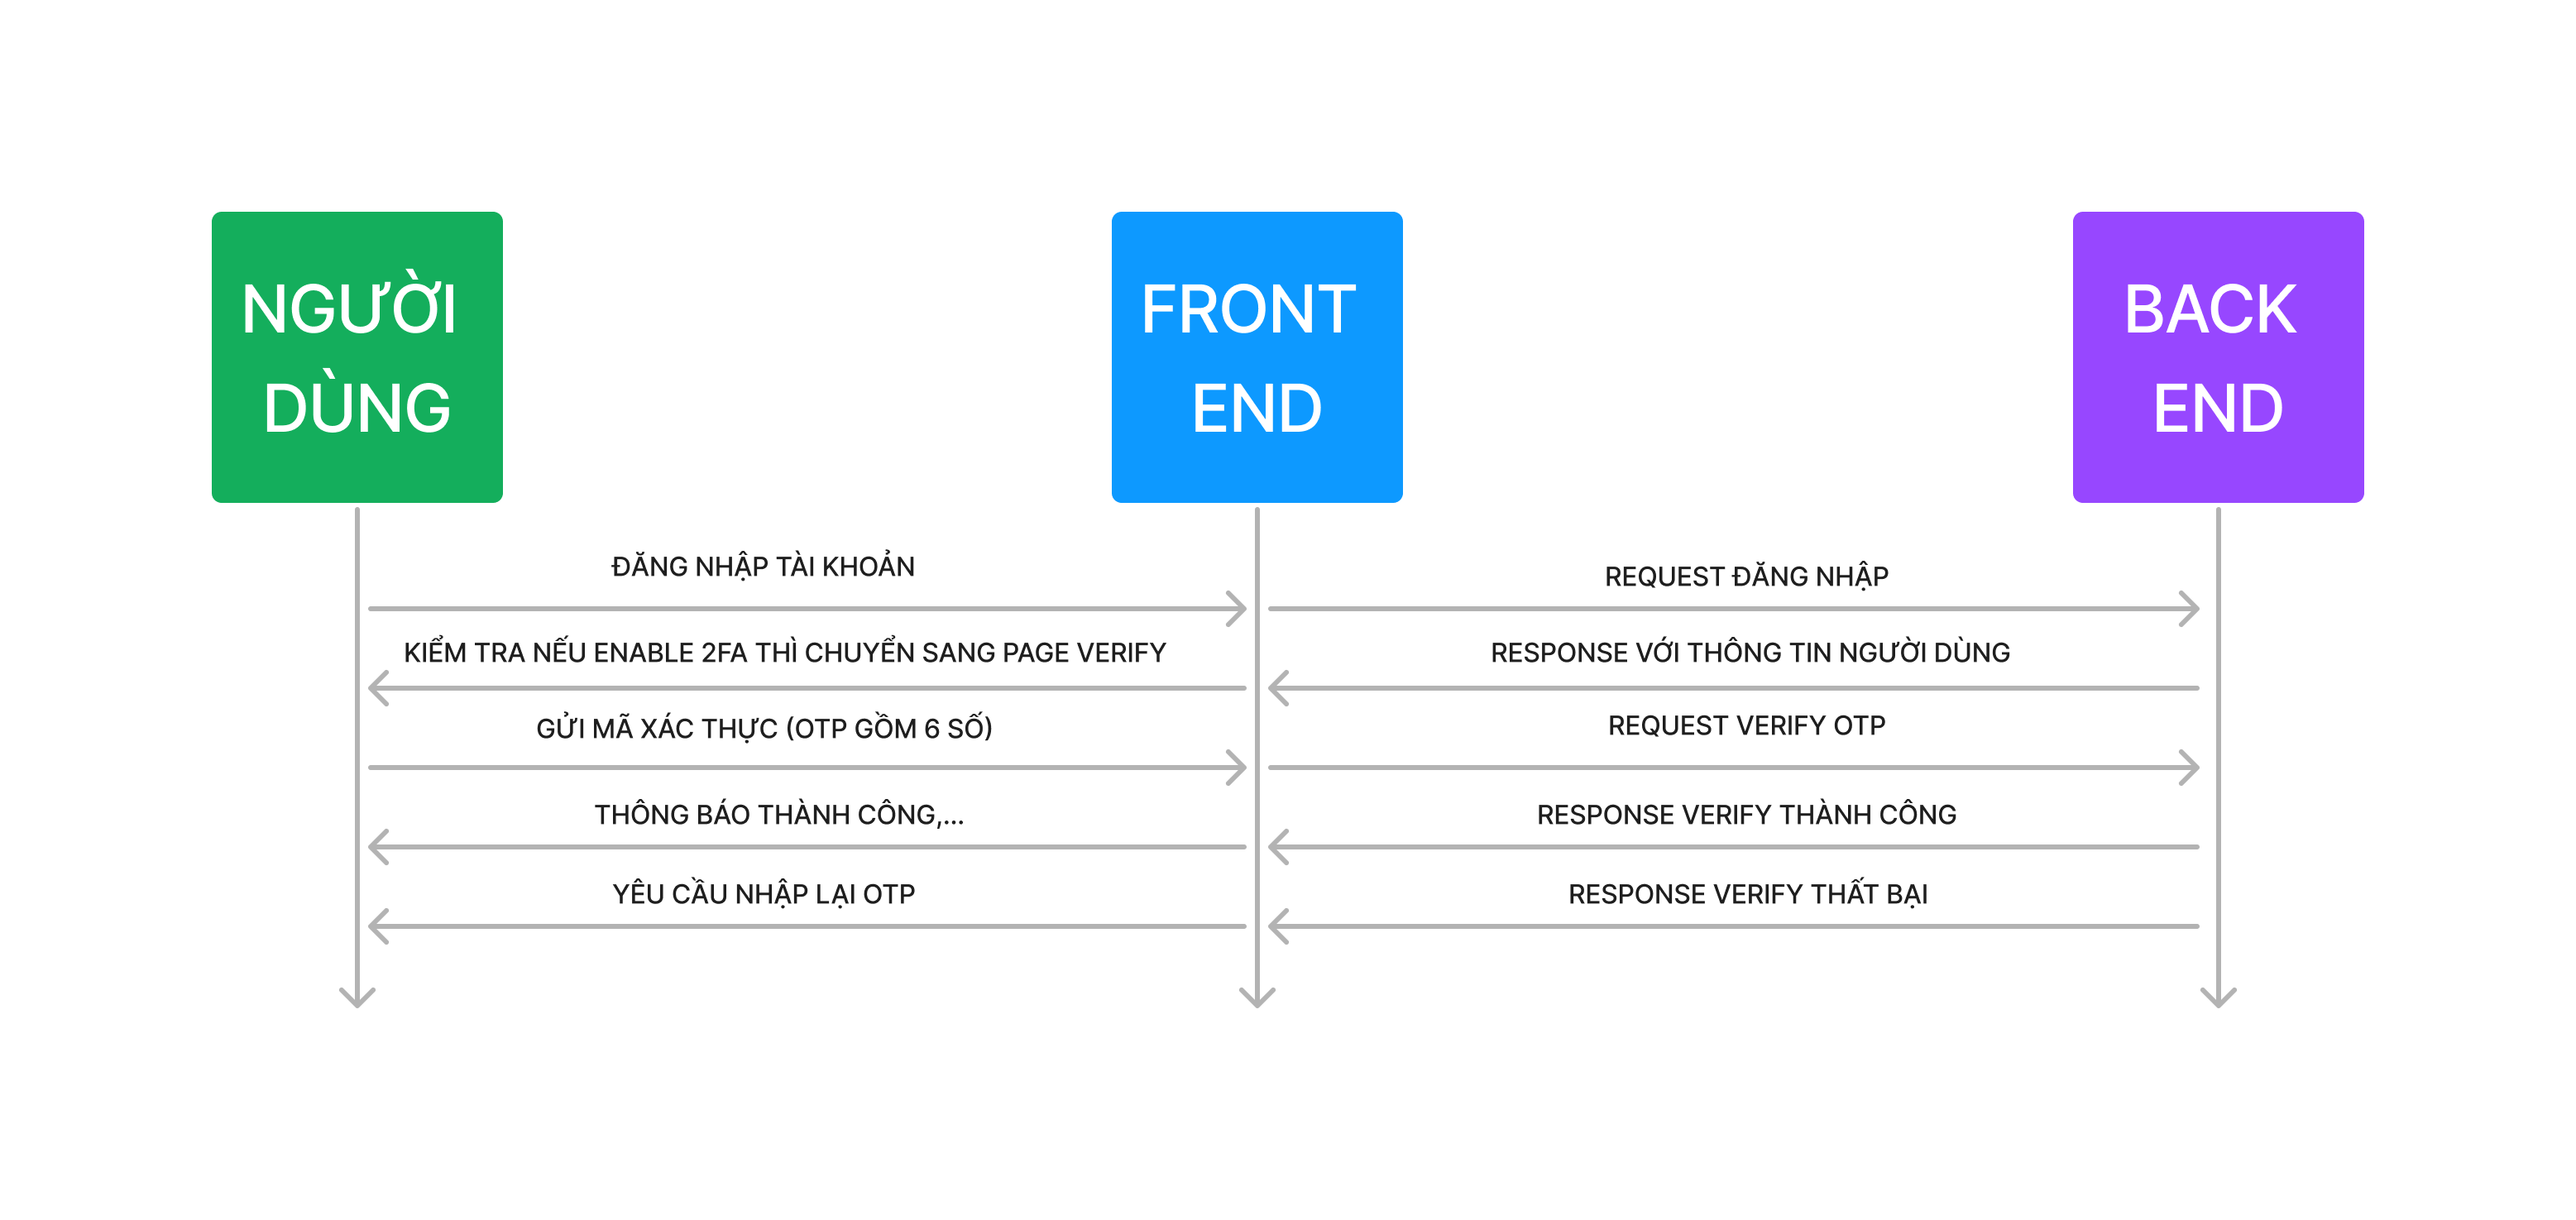 NGƯỜI
DÙNG
FRONT
END
BACK
END
ĐĂNG NHẬP TÀI KHOẢN
REQUEST ĐĂNG NHẬP
KIỂM TRA NẾU ENABLE 2FA THÌ CHUYỂN SANG PAGE VERIFY
RESPONSE VỚI THÔNG TIN NGƯỜI DÙNG
GỬI MÃ XÁC THỰC (OTP GỒM 6 SỐ)
REQUEST VERIFY OTP
THÔNG BÁO THÀNH CÔNG,...
RESPONSE VERIFY THÀNH CÔNG
YÊU CẦU NHẬP LẠI OTP
RESPONSE VERIFY THẤT BẠI